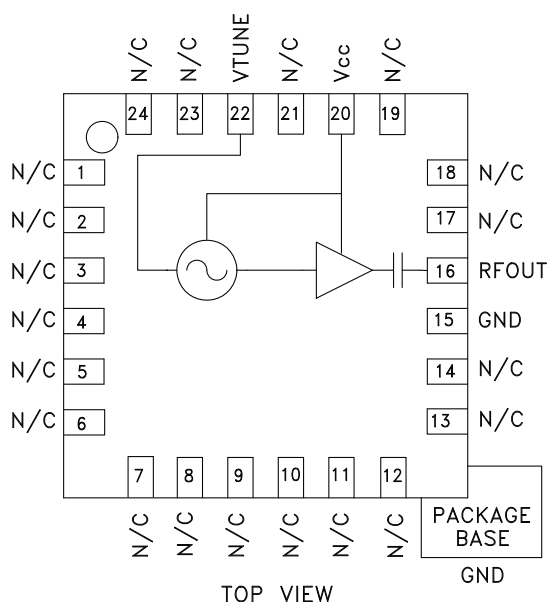 N/C N/C VTUNE N/C Vcc N/C
24 23 22 21 20 19
N/C 1 18 N/C
N/C 2 17 N/C
N/C 3 16 RFOUT
N/C 4 15 GND
N/C 5 14 N/C
N/C 6 13 N/C
7 8 9 10 11 12
N/C N/C N/C N/C N/C N/C
PACKAGE
BASE
GND
TOP VIEW